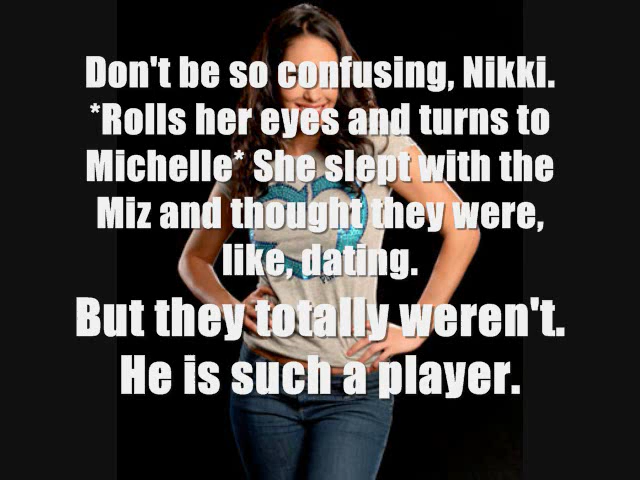 Don't be so confusing, Nikki.
*Rolls her eyes and turns to
Michelle* She slept with the
Miz and thought they were,
like, dating.
But they totally weren't.
He is such a player.